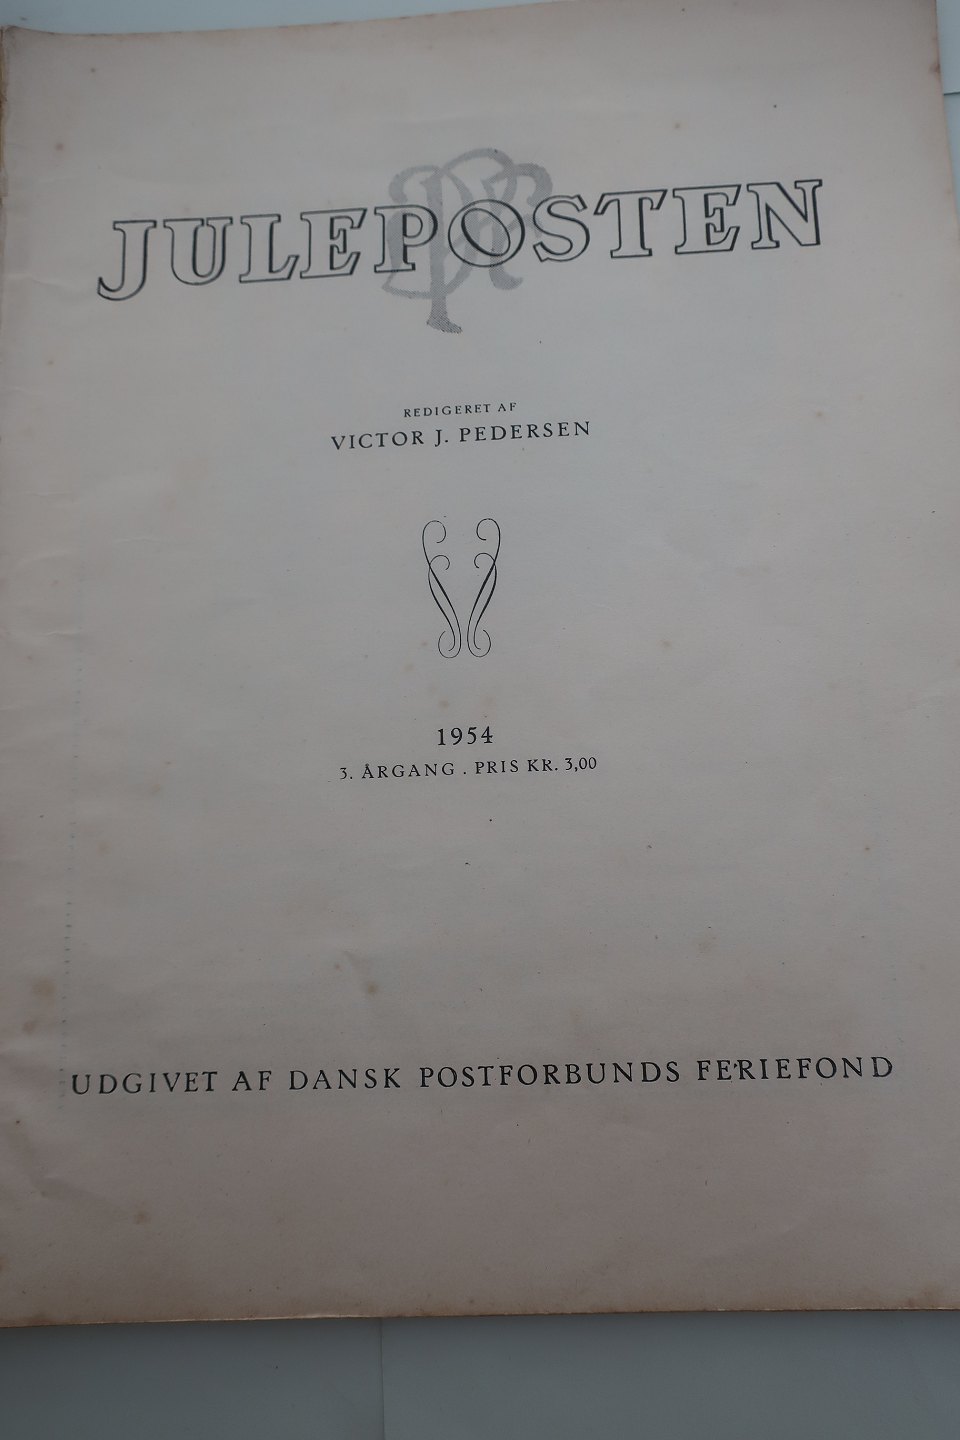 JULEPOSTEN
REDIGERET AF
VICTOR J. PEDERSEN
1954
3. ÅRGANG . PRIS KR. 3,00
UDGIVET AF DANSK POSTFORBUNDS FERIEFOND